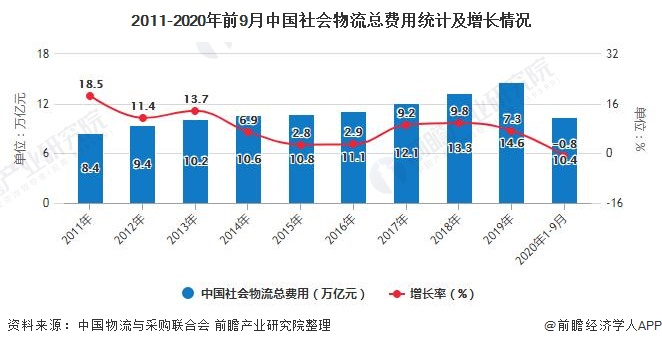 2011-2020年前9月中国社会物流总费用统计及增长情况
单位：万亿元
18
12
6
0
单位：%
32
16
0
-16
18.5
11.4
13.7
6.9
2.8
2.9
9.2
9.8
7.3
-0.8
8.4
9.4
10.2
10.6
10.8
11.1
12.1
13.3
14.6
10.4
2011年
2012年
2013年
2014年
2015年
2016年
2017年
2018年
2019年
2020年1-9月
中国社会物流总费用（万亿元）
增长率（%）
资料来源：中国物流与采购联合会 前瞻产业研究院整理
@前瞻经济学人APP
前瞻产业研究院